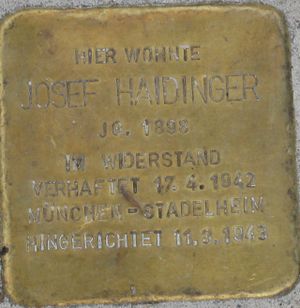 HIER WOHNTE
JOSEF HAIDINGER
JG. 1898
IM WIDERSTAND
VERHAFTET 17.4.1942
MÜNCHEN-STADELHEIM
HINGERICHTET 11.3.1943